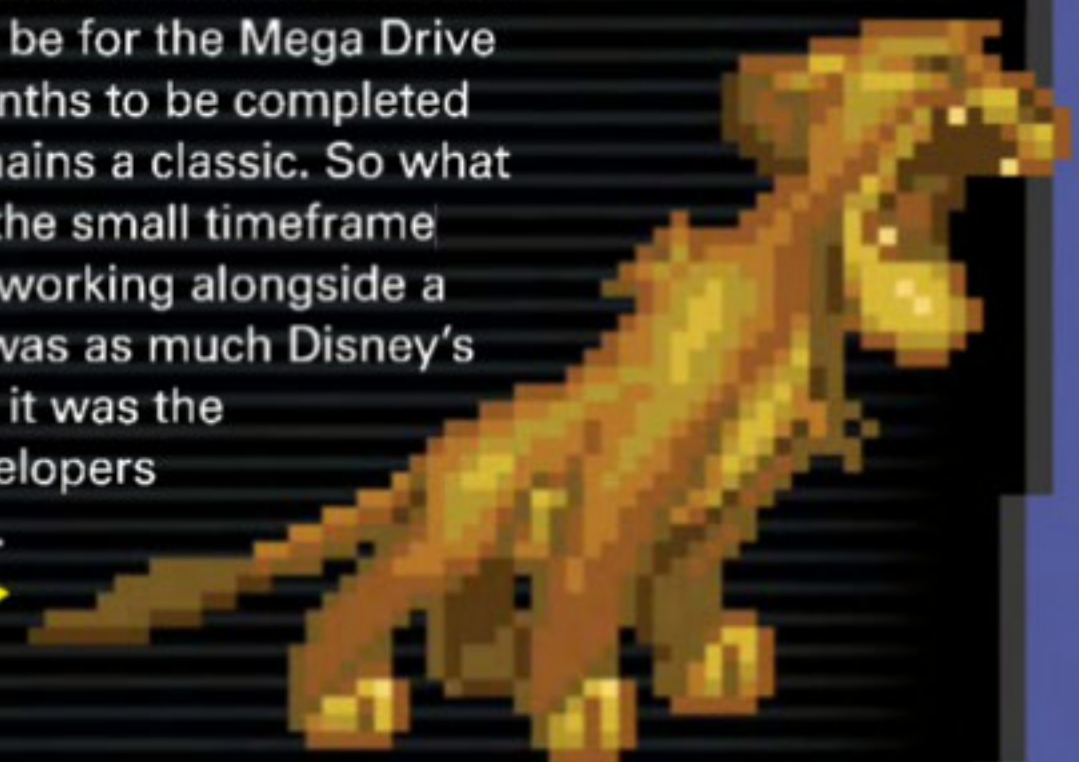 be for the Mega Drive
nths to be completed
ains a classic. So what
the small timeframe
working alongside a
was as much Disney's
it was the
elopers